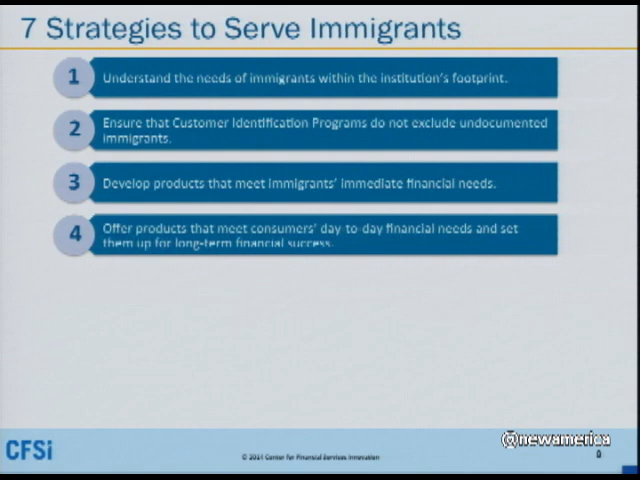 7 Strategies to Serve Immigrants
1
Understand the needs of immigrants within the institution's footprint.
2
Ensure that Customer Identification Programs do not exclude undocumented
immigrants.
3
Develop products that meet immigrants' immediate financial needs.
4
Offer products that meet consumers' day-to-day financial needs and set
them up for long-term financial success.
CFSi
© 2014 Center for Financial Services Innovation
@newamerica